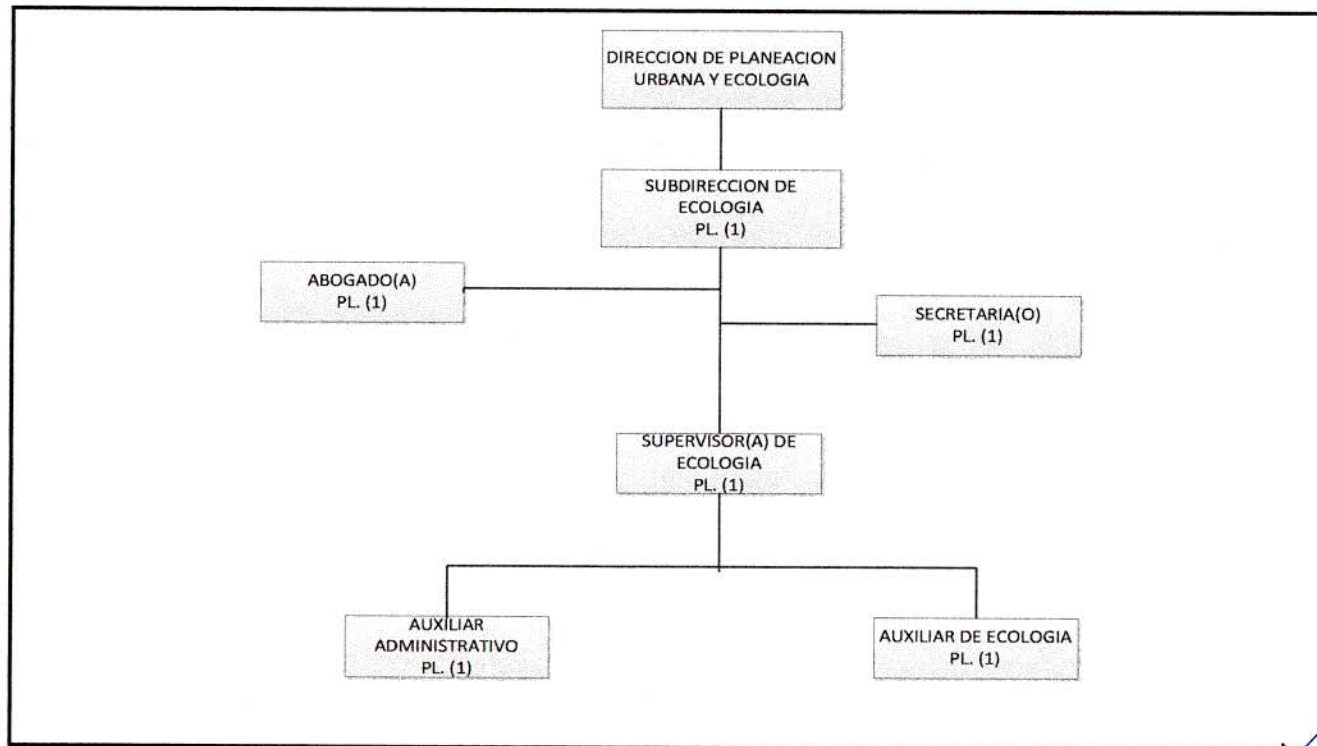 DIRECCION DE PLANEACION
URBANA Y ECOLOGIA
SUBDIRECCION DE
ECOLOGIA
PL. (1)
ABOGADO(A)
PL. (1)
SECRETARIA(O)
PL. (1)
SUPERVISOR(A) DE
ECOLOGIA
PL. (1)
AUXILIAR
ADMINISTRATIVO
PL. (1)
AUXILIAR DE ECOLOGIA
PL. (1)